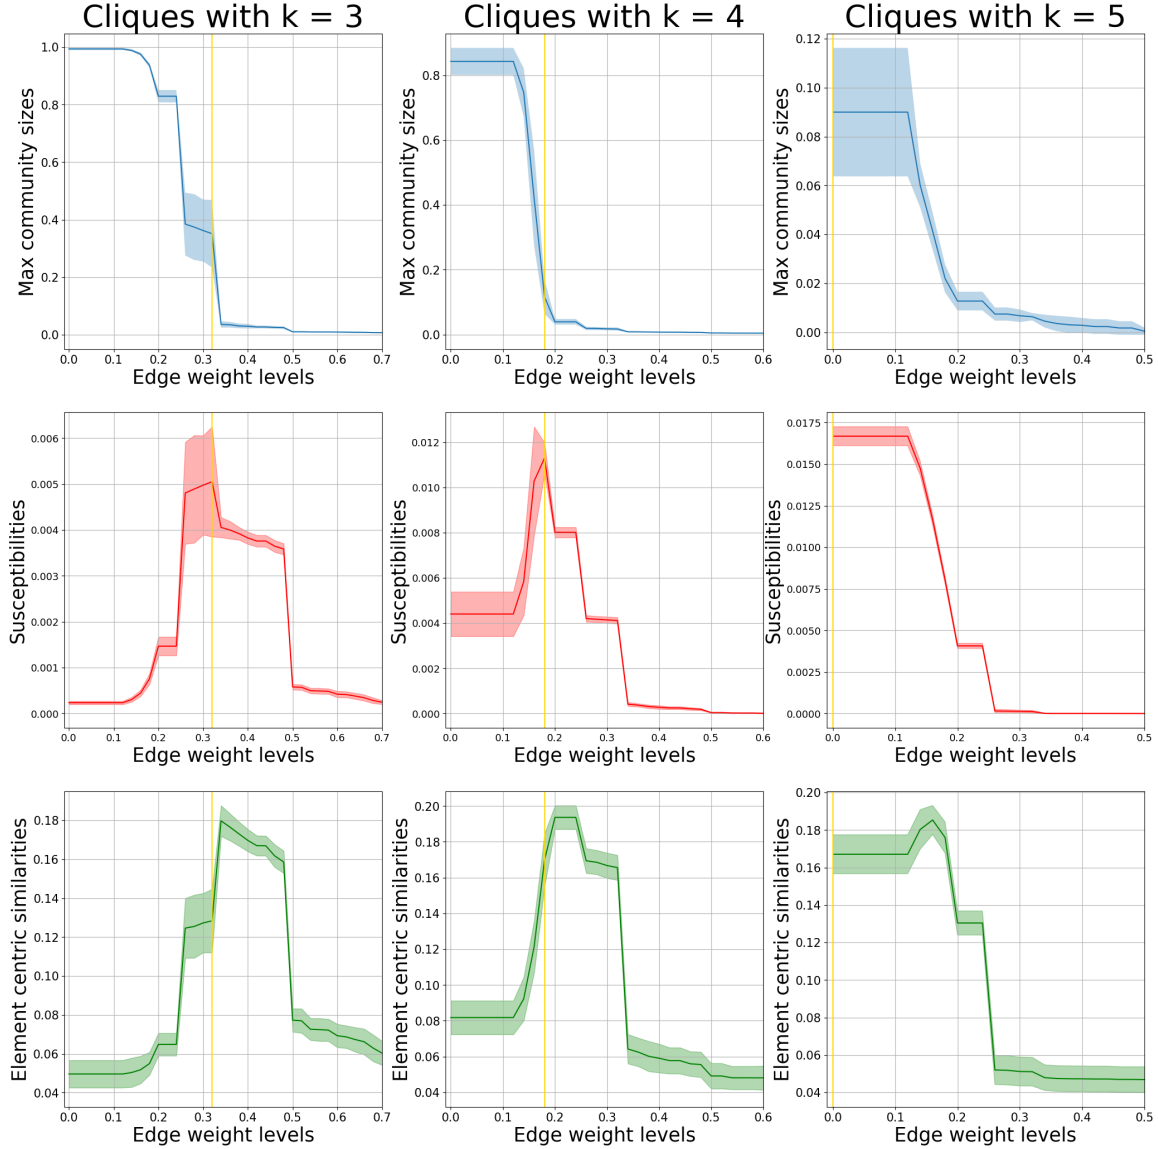 Cliques with k = 3
Cliques with k = 4
Cliques with k = 5
Max community sizes
1.0
0.8
0.6
0.4
0.2
0.0
0.0 0.1 0.2 0.3 0.4 0.5 0.6 0.7
Edge weight levels
Max community sizes
0.8
0.6
0.4
0.2
0.0
0.0 0.1 0.2 0.3 0.4 0.5 0.6
Edge weight levels
Max community sizes
0.12
0.10
0.08
0.06
0.04
0.02
0.00
0.0 0.1 0.2 0.3 0.4 0.5
Edge weight levels
Susceptibilities
0.006
0.005
0.004
0.003
0.002
0.001
0.000
0.0 0.1 0.2 0.3 0.4 0.5 0.6 0.7
Edge weight levels
Susceptibilities
0.012
0.010
0.008
0.006
0.004
0.002
0.000
0.0 0.1 0.2 0.3 0.4 0.5 0.6
Edge weight levels
Susceptibilities
0.0175
0.0150
0.0125
0.0100
0.0075
0.0050
0.0025
0.0000
0.0 0.1 0.2 0.3 0.4 0.5
Edge weight levels
Element centric similarities
0.18
0.16
0.14
0.12
0.10
0.08
0.06
0.04
0.0 0.1 0.2 0.3 0.4 0.5 0.6 0.7
Edge weight levels
Element centric similarities
0.20
0.18
0.16
0.14
0.12
0.10
0.08
0.06
0.04
0.0 0.1 0.2 0.3 0.4 0.5 0.6
Edge weight levels
Element centric similarities
0.20
0.18
0.16
0.14
0.12
0.10
0.08
0.06
0.04
0.0 0.1 0.2 0.3 0.4 0.5
Edge weight levels